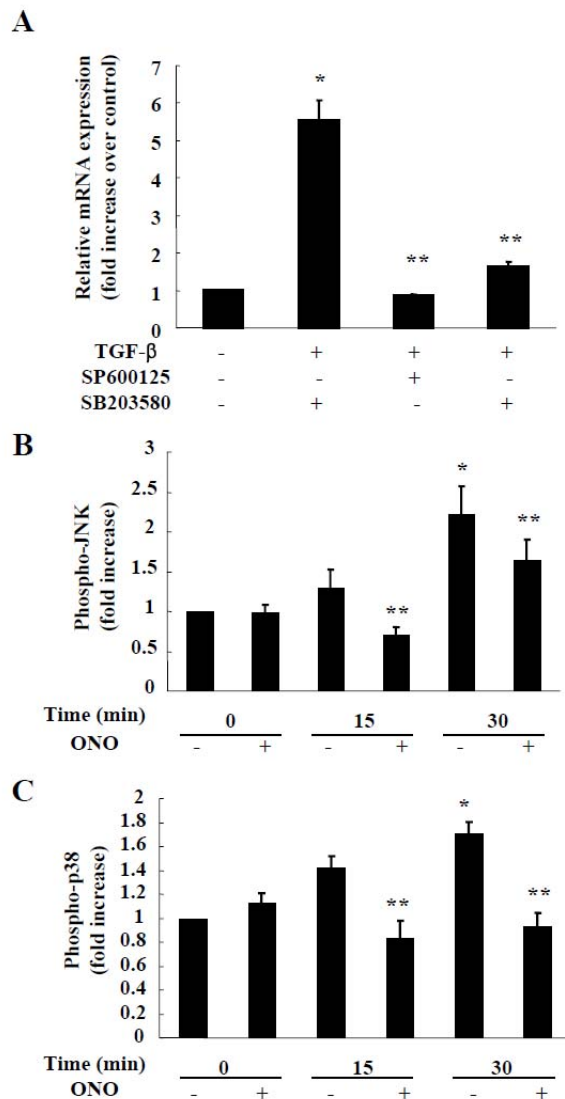 A
Relative mRNA expression
(fold increase over control)
7
6
5
4
3
2
1
0
*
**
**
TGF-β - + + +
SP600125 - - + -
SB203580 - + - +
B
Phospho-JNK
(fold increase)
3
2.5
2
1.5
1
0.5
0
**
*
**
Time (min) 0 15 30
ONO - + - + - +
C
Phospho-p38
(fold increase)
2
1.8
1.6
1.4
1.2
1
0.8
0.6
0.4
0.2
0
**
*
**
Time (min) 0 15 30
ONO - + - + - +